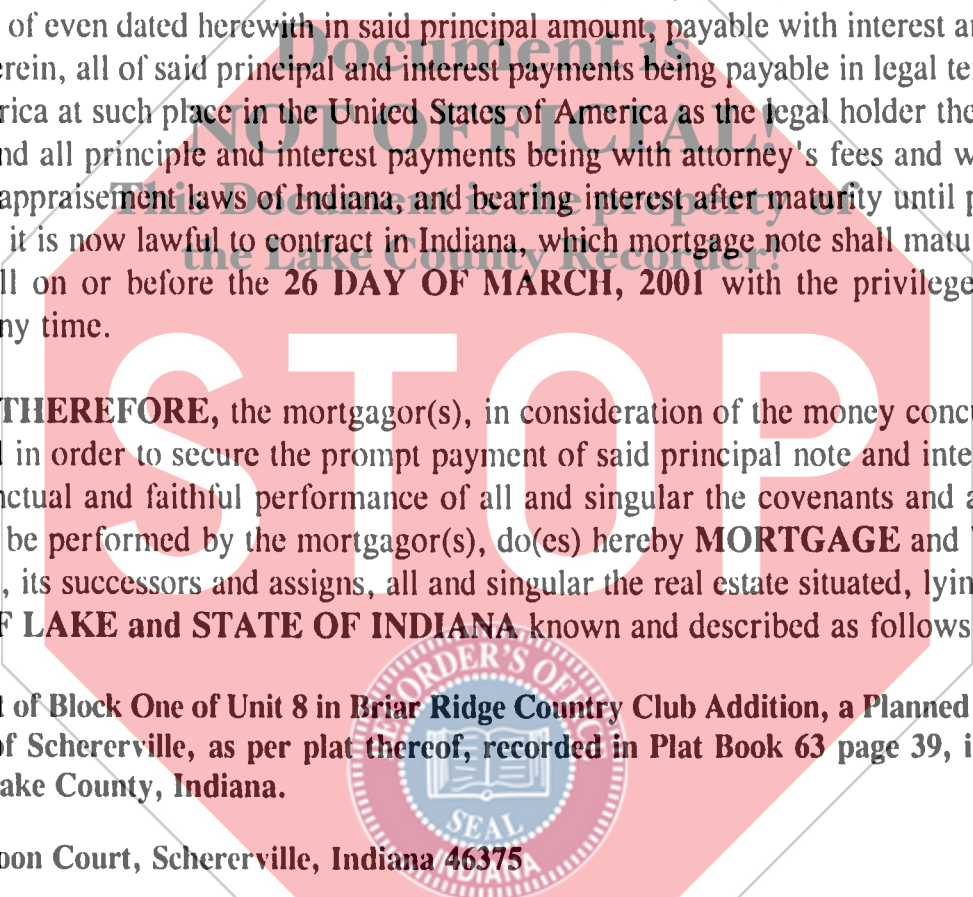 of even dated herewith in said principal amount, payable with interest
Document is
erein, all of said principal and interest payments being payable in legal
rica at such place in the United States of America as the legal holder
NOT OFFICIAL!
nd all principle and interest payments being with attorney's fees and
appraisement laws of Indiana, and bearing interest after maturity until
This Document is the property of
it is now lawful to contract in Indiana, which mortgage note shall matu
the Lake County Recorder!
ll on or before the 26 DAY OF MARCH, 2001 with the privilege
ny time.
STOP
THEREFORE, the mortgagor(s), in consideration of the money conc
in order to secure the prompt payment of said principal note and inte
nctual and faithful performance of all and singular the covenants and
be performed by the mortgagor(s), do(es) hereby MORTGAGE and
, its successors and assigns, all and singular the real estate situated, lyin
F LAKE and STATE OF INDIANA known and described as follows
RECORDER'S OFFIC
of Block One of Unit 8 in Briar Ridge Country Club Addition, a Planned
of Schererville, as per plat thereof, recorded in Plat Book 63 page 39, i
ake County, Indiana.
SEAL
oon Court, Schererville, Indiana 46375
INDIANA